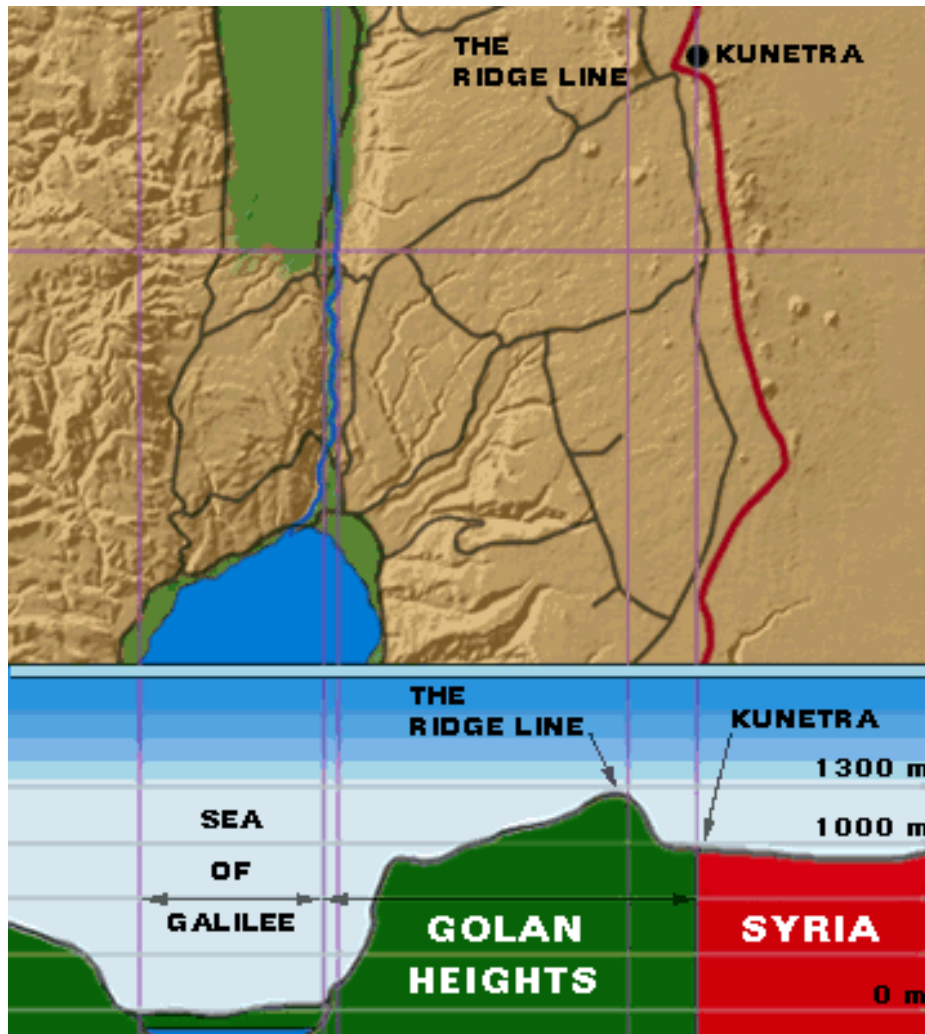 THE
RIDGE LINE
KUNETRA
THE
RIDGE LINE
KUNETRA
1300 m
SEA
OF
GALILEE
1000 m
GOLAN
HEIGHTS
SYRIA
0 m